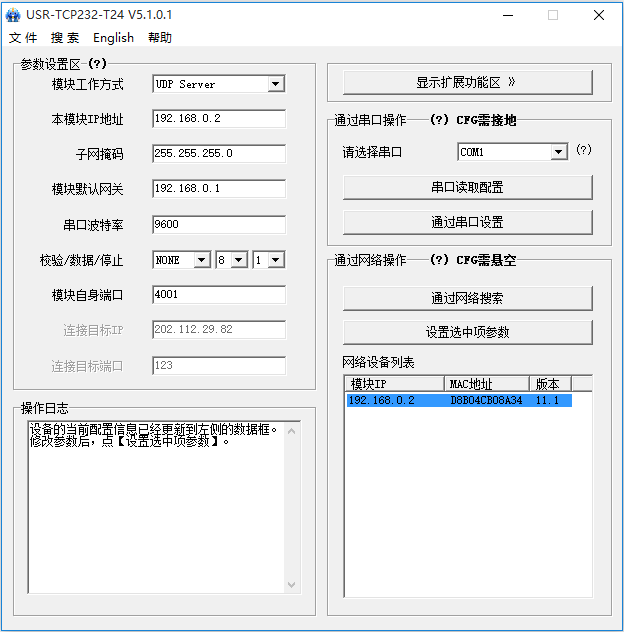 USR-TCP232-T24 V5.1.0.1
文件 搜索 English 帮助
参数设置区 (?)
模块工作方式 UDP Server
本模块IP地址 192.168.0.2
子网掩码 255.255.255.0
模块默认网关 192.168.0.1
串口波特率 9600
校验/数据/停止 NONE 8 1
模块自身端口 4001
连接目标IP 202.112.29.82
连接目标端口 123
操作日志
设备的当前配置信息已经更新到左侧的数据框。
修改参数后，点【设置选中项参数】。
显示扩展功能区 》
通过串口操作 (?) CFG需接地
请选择串口 COM1 (?)
串口读取配置
通过串口设置
通过网络操作 (?) CFG需悬空
通过网络搜索
设置选中项参数
网络设备列表
模块IP MAC地址 版本
192.168.0.2 D8B04CB08A34 11.1